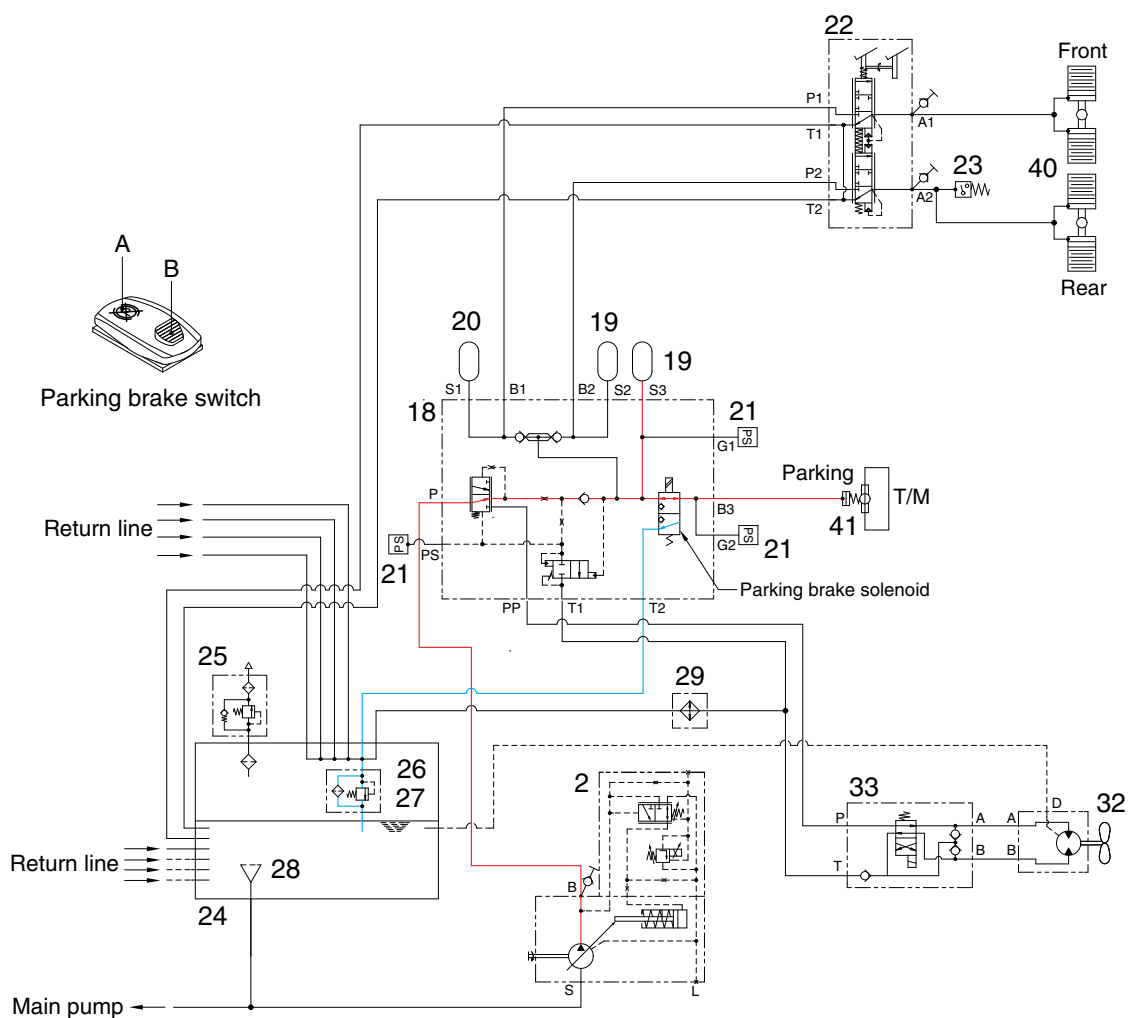 22
Front
P1
A1
T1
P2
23
40
A2
T2
Rear
A
B
Parking brake switch
20
19
19
S1
B1
B2
S2
S3
18
21
PS
G1
Parking
T/M
P
B3
41
Return line
PS
PS
21
PS
G2
21
Parking brake solenoid
PP
T1
T2
25
29
26
27
2
33
32
D
P
A
A
B
B
T
Return line
28
24
B
S
L
Main pump